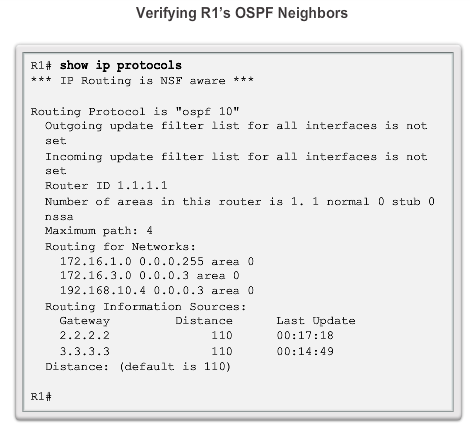 Verifying R1's OSPF Neighbors
R1# show ip protocols
*** IP Routing is NSF aware ***
Routing Protocol is "ospf 10"
Outgoing update filter list for all interfaces is not
set
Incoming update filter list for all interfaces is not
set
Router ID 1.1.1.1
Number of areas in this router is 1. 1 normal 0 stub 0
nssa
Maximum path: 4
Routing for Networks:
172.16.1.0 0.0.0.255 area 0
172.16.3.0 0.0.0.3 area 0
192.168.10.4 0.0.0.3 area 0
Routing Information Sources:
Gateway Distance Last Update
2.2.2.2 110 00:17:18
3.3.3.3 110 00:14:49
Distance: (default is 110)
R1#